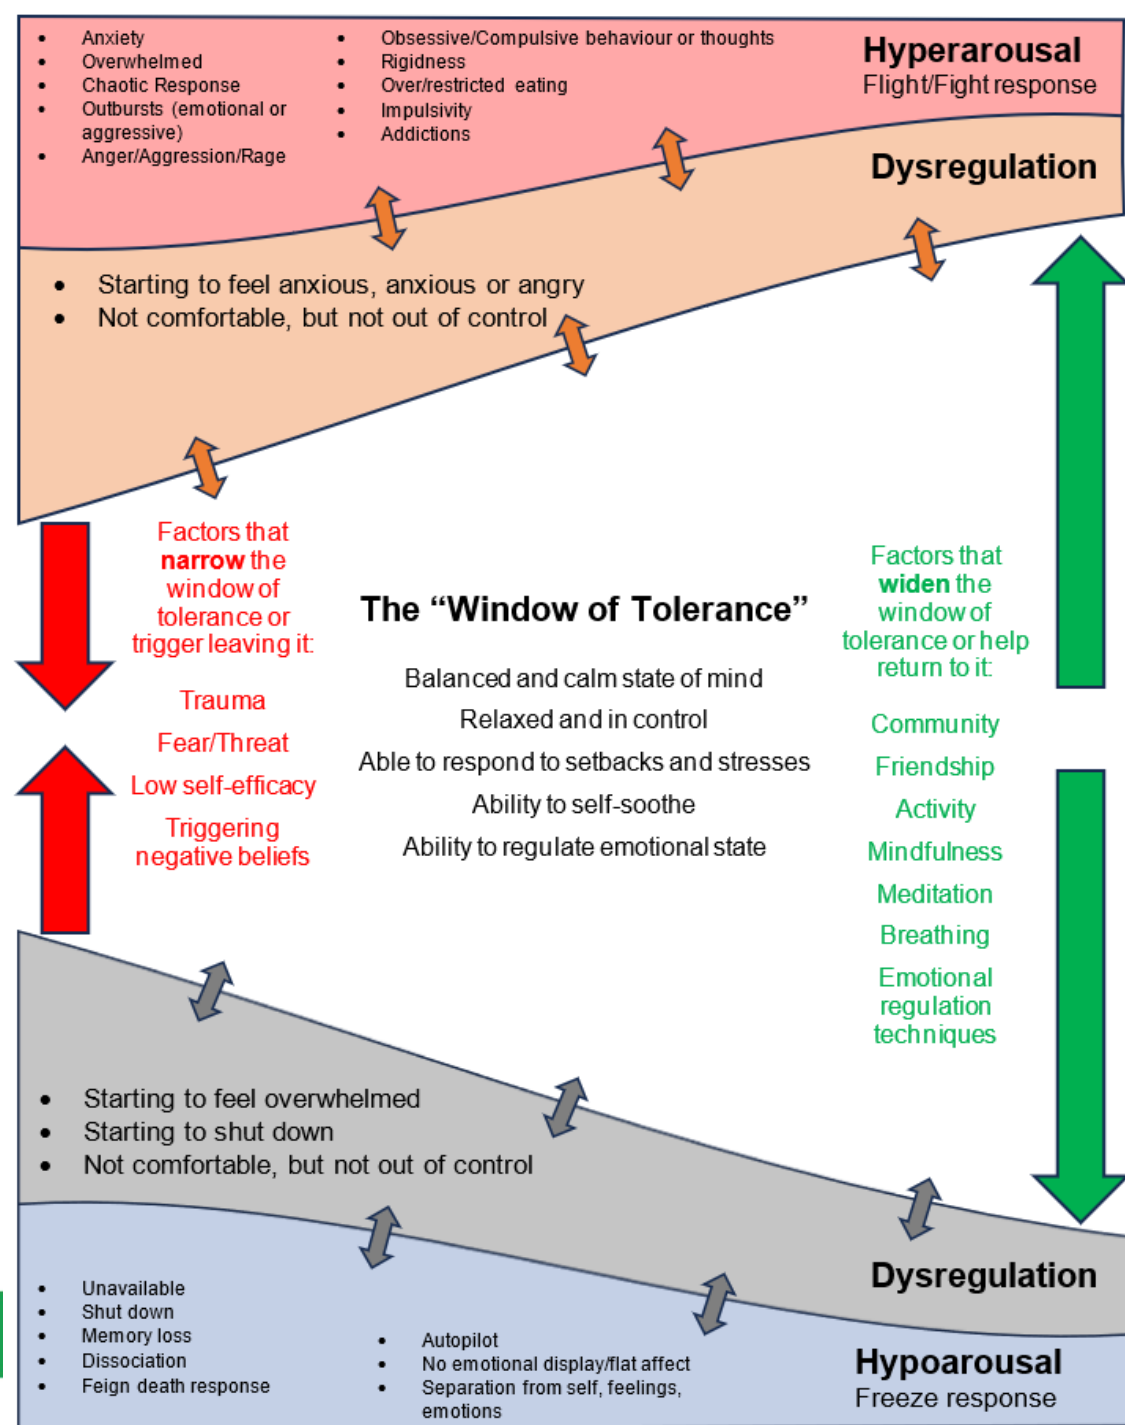 • Anxiety
• Overwhelmed
• Chaotic Response
• Outbursts (emotional or
aggressive)
• Anger/Aggression/Rage
• Obsessive/Compulsive behaviour or thoughts
• Rigidness
• Over/restricted eating
• Impulsivity
• Addictions
Hyperarousal
Flight/Fight response
Dysregulation
• Starting to feel anxious, anxious or angry
• Not comfortable, but not out of control
Factors that
narrow the
window of
tolerance or
trigger leaving it:
Trauma
Fear/Threat
Low self-efficacy
Triggering
negative beliefs
The “Window of Tolerance”
Balanced and calm state of mind
Relaxed and in control
Able to respond to setbacks and stresses
Ability to self-soothe
Ability to regulate emotional state
Factors that
widen the
window of
tolerance or help
return to it:
Community
Friendship
Activity
Mindfulness
Meditation
Breathing
Emotional
regulation
techniques
• Starting to feel overwhelmed
• Starting to shut down
• Not comfortable, but not out of control
Dysregulation
• Unavailable
• Shut down
• Memory loss
• Dissociation
• Feign death response
• Autopilot
• No emotional display/flat affect
• Separation from self, feelings,
emotions
Hypoarousal
Freeze response